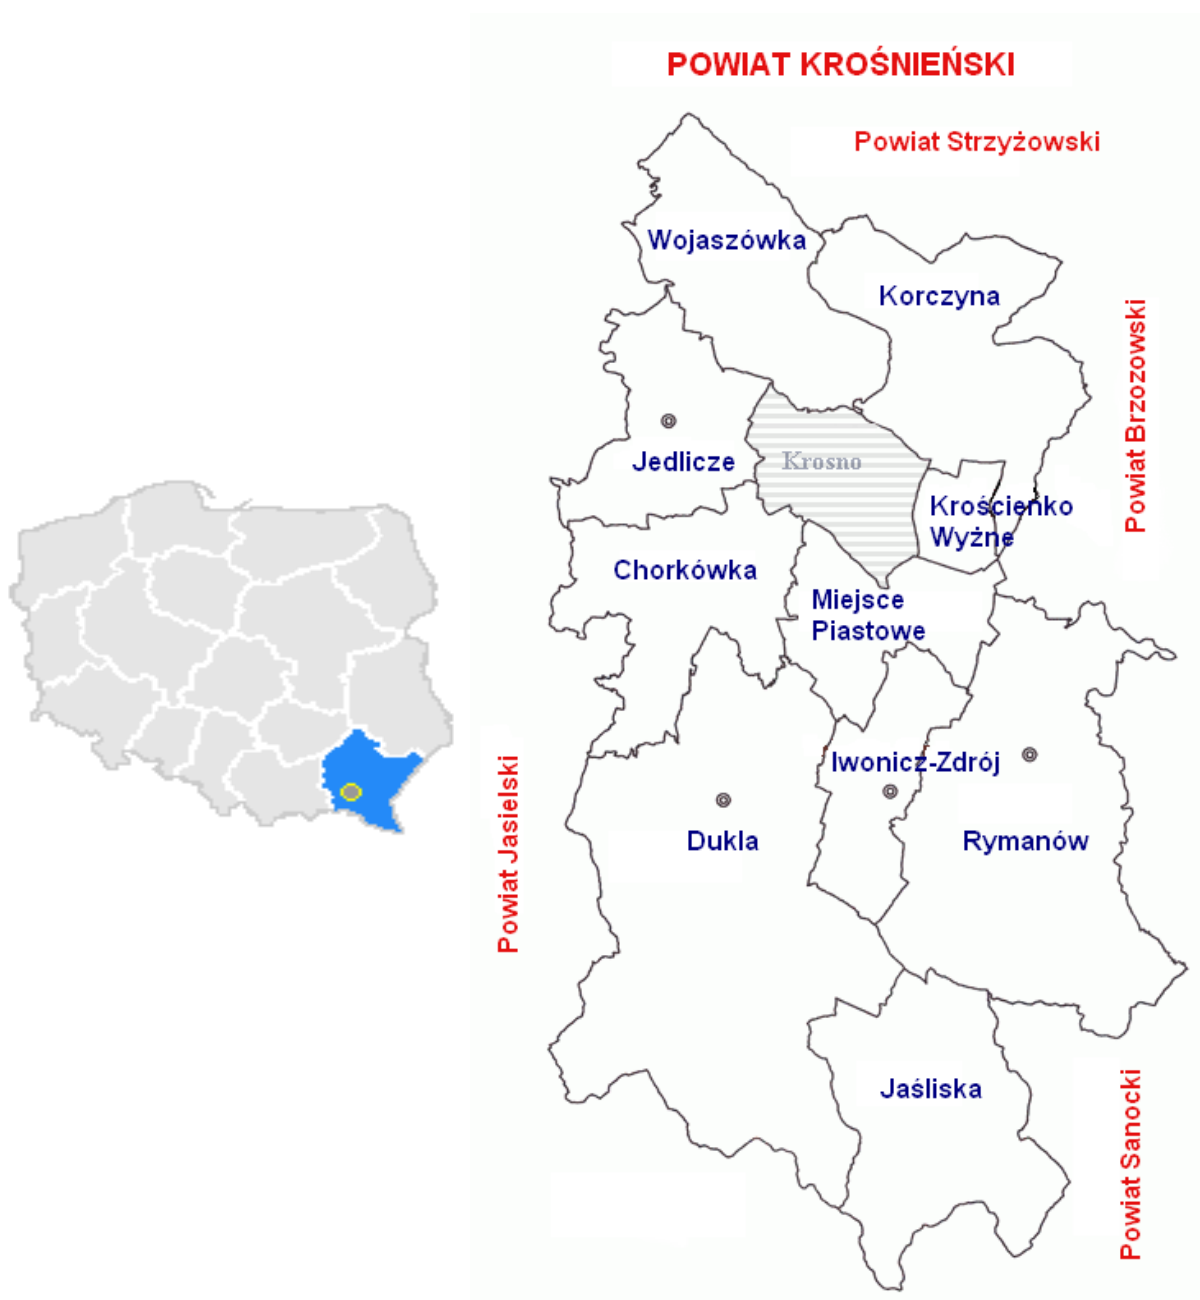 POWIAT KROŚNIEŃSKI
Powiat Strzyżowski
Wojaszówka
Korczyna
Powiat Brzozowski
Jedlicze
Krosno
Krościeńko
Wyżne
Chorkówka
Miejsce
Piastowe
Iwonicz-Zdrój
Powiat Jasielski
Dukla
Rymanów
Jaśliska
Powiat Sanocki